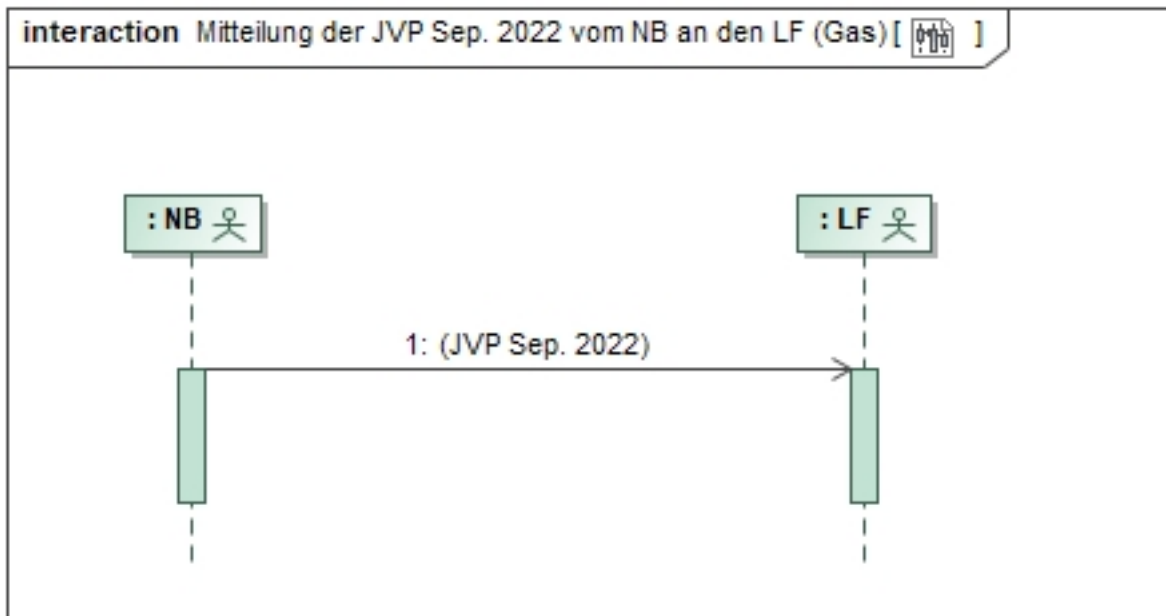 interaction Mitteilung der JVP Sep. 2022 vom NB an den LF (Gas) [ ]
: NB
: LF
1: (JVP Sep. 2022)